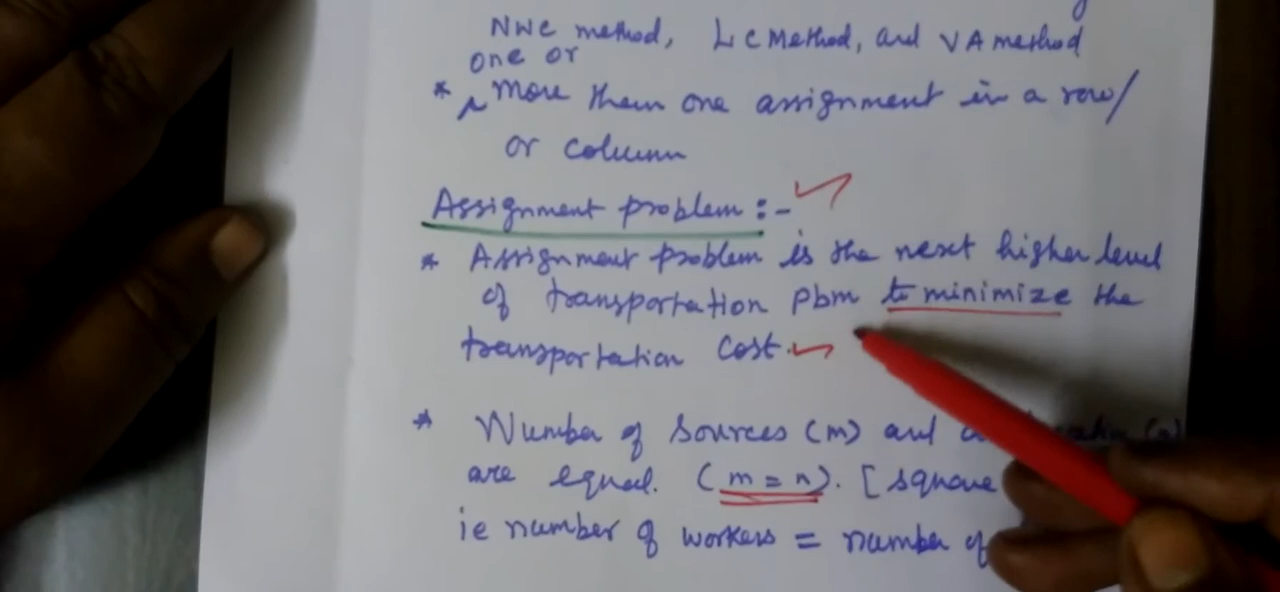 NWC method, LC Method, and VA method
one or
* more than one assignment in a row/
or column
Assignment problem :-
* Assignment problem is the next higher level
of transportation pbm to minimize the
transportation cost.
* Number of sources (m) and
are equal. (m = n). [square
ie number of workers = number of